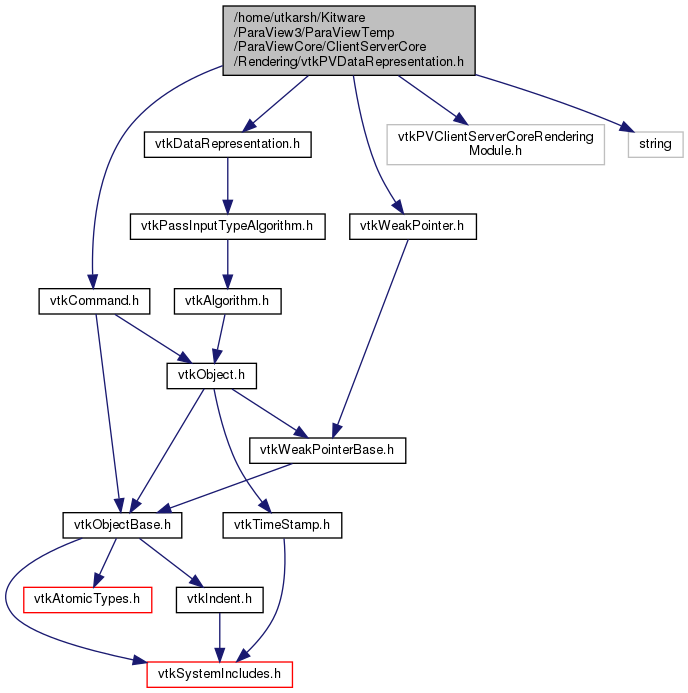 /home/utkarsh/Kitware
/ParaView3/ParaViewTemp
/ParaViewCore/ClientServerCore
/Rendering/vtkPVDataRepresentation.h
vtkDataRepresentation.h
vtkPVClientServerCoreRendering
Module.h
string
vtkPassInputTypeAlgorithm.h
vtkWeakPointer.h
vtkCommand.h
vtkAlgorithm.h
vtkObject.h
vtkWeakPointerBase.h
vtkObjectBase.h
vtkTimeStamp.h
vtkAtomicTypes.h
vtkIndent.h
vtkSystemIncludes.h